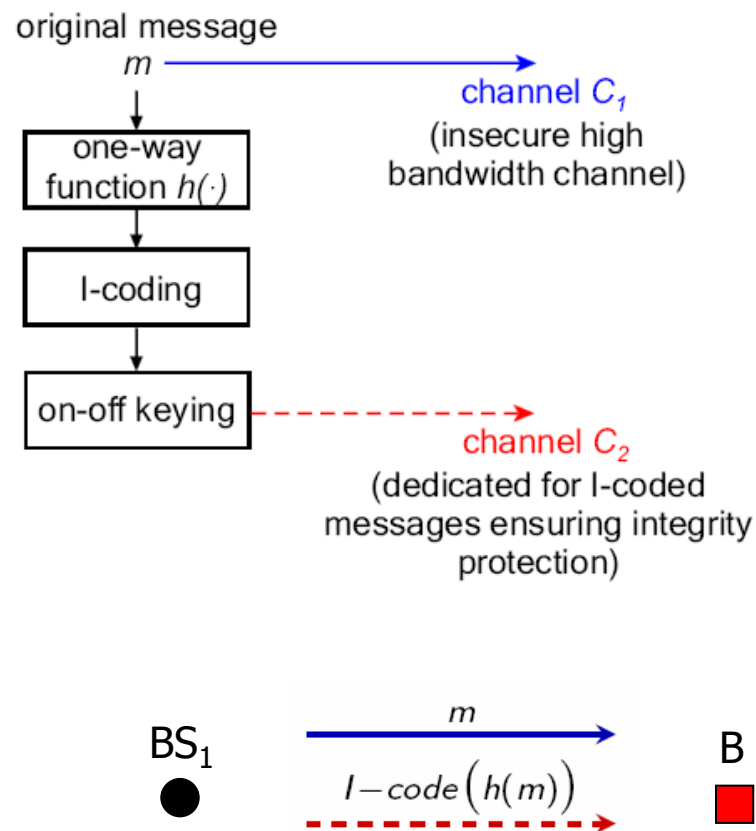 original message
m
channel C₁
(insecure high
bandwidth channel)
one-way
function h(·)
I-coding
on-off keying
channel C₂
(dedicated for I-coded
messages ensuring integrity
protection)
m
BS₁
B
I−code(h(m))